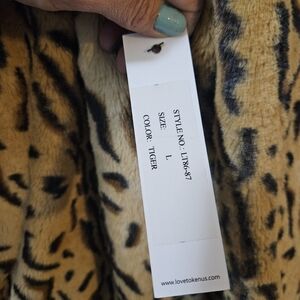 STYLE NO: LT86-87
SIZE: L
COLOR: TIGER
www.lovetokenus.com